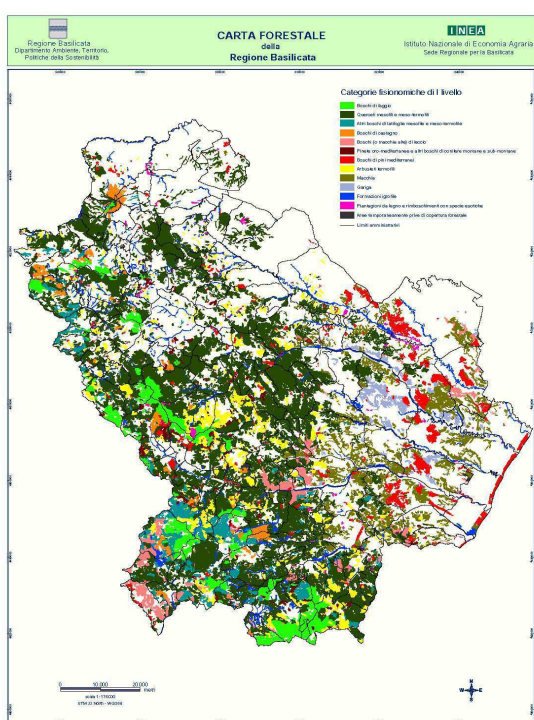 Regione Basilicata
Dipartimento Ambiente, Territorio,
Politiche della Sostenibilità
CARTA FORESTALE
della
Regione Basilicata
INEA
Istituto Nazionale di Economia Agraria
Sede Regionale per la Basilicata
Categorie fisionomiche di I livello
Boschi di faggio
Querceti mesofili e meso-termofili
Altri boschi di latifoglie mesofile e meso-termofile
Boschi di castagno
Boschi (o macchie alte) di leccio
Pinete oro-mediterranee e altri boschi di conifere montane e sub-montane
Boschi di pini mediterranei
Arbusteti termofili
Macchia
Gariga
Formazioni igrofile
Piantagioni da legno e rimboschimenti con specie esotiche
Aree temporaneamente prive di copertura forestale
Limiti amministrativi
0 10.000 20.000
metri
N
W E
S